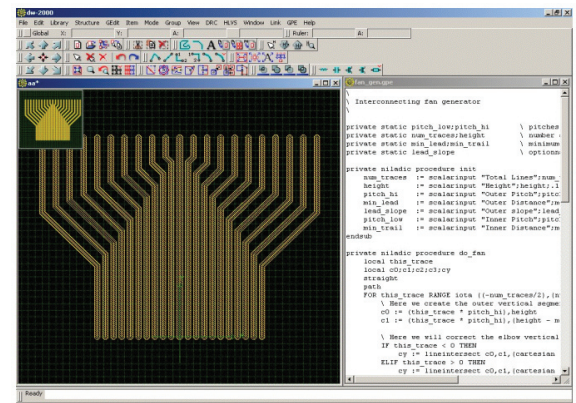 dw-2000
File Edit Library Structure GEdit Item Mode Group View DRC HLVS Window Link GPE Help
Global X: Y: A: Ruler: A:
aa*
fan_gen.gpe
\
\ Interconnecting fan generator
\
private static pitch_low;pitch_hi \ pitches
private static num_traces;height \ number
private static min_lead;min_trail \ minimum
private static lead_slope \ option
private niladic procedure init
num_traces := scalarinput "Total Lines";num_
height := scalarinput "Height";height;.1
pitch_hi := scalarinput "Outer Pitch";pitc
min_lead := scalarinput "Outer Distance";m
lead_slope := scalarinput "Outer slope";lead_
pitch_low := scalarinput "Inner Pitch";pitc
min_trail := scalarinput "Inner Distance";m
endsub
private niladic procedure do_fan
local this_trace
local c0;c1;c2;c3;cy
straight
path
FOR this_trace RANGE iota ((-num_traces/2),(n
\ Here we create the outer vertical segme
c0 := (this_trace * pitch_hi),height
c1 := (this_trace * pitch_hi),(height - m
\ Here we will correct the elbow vertical
IF this_trace < 0 THEN
cy := lineintersect c0,c1,(cartesian
ELSIF this_trace > 0 THEN
cy := lineintersect c0,c1,(cartesian
Ready